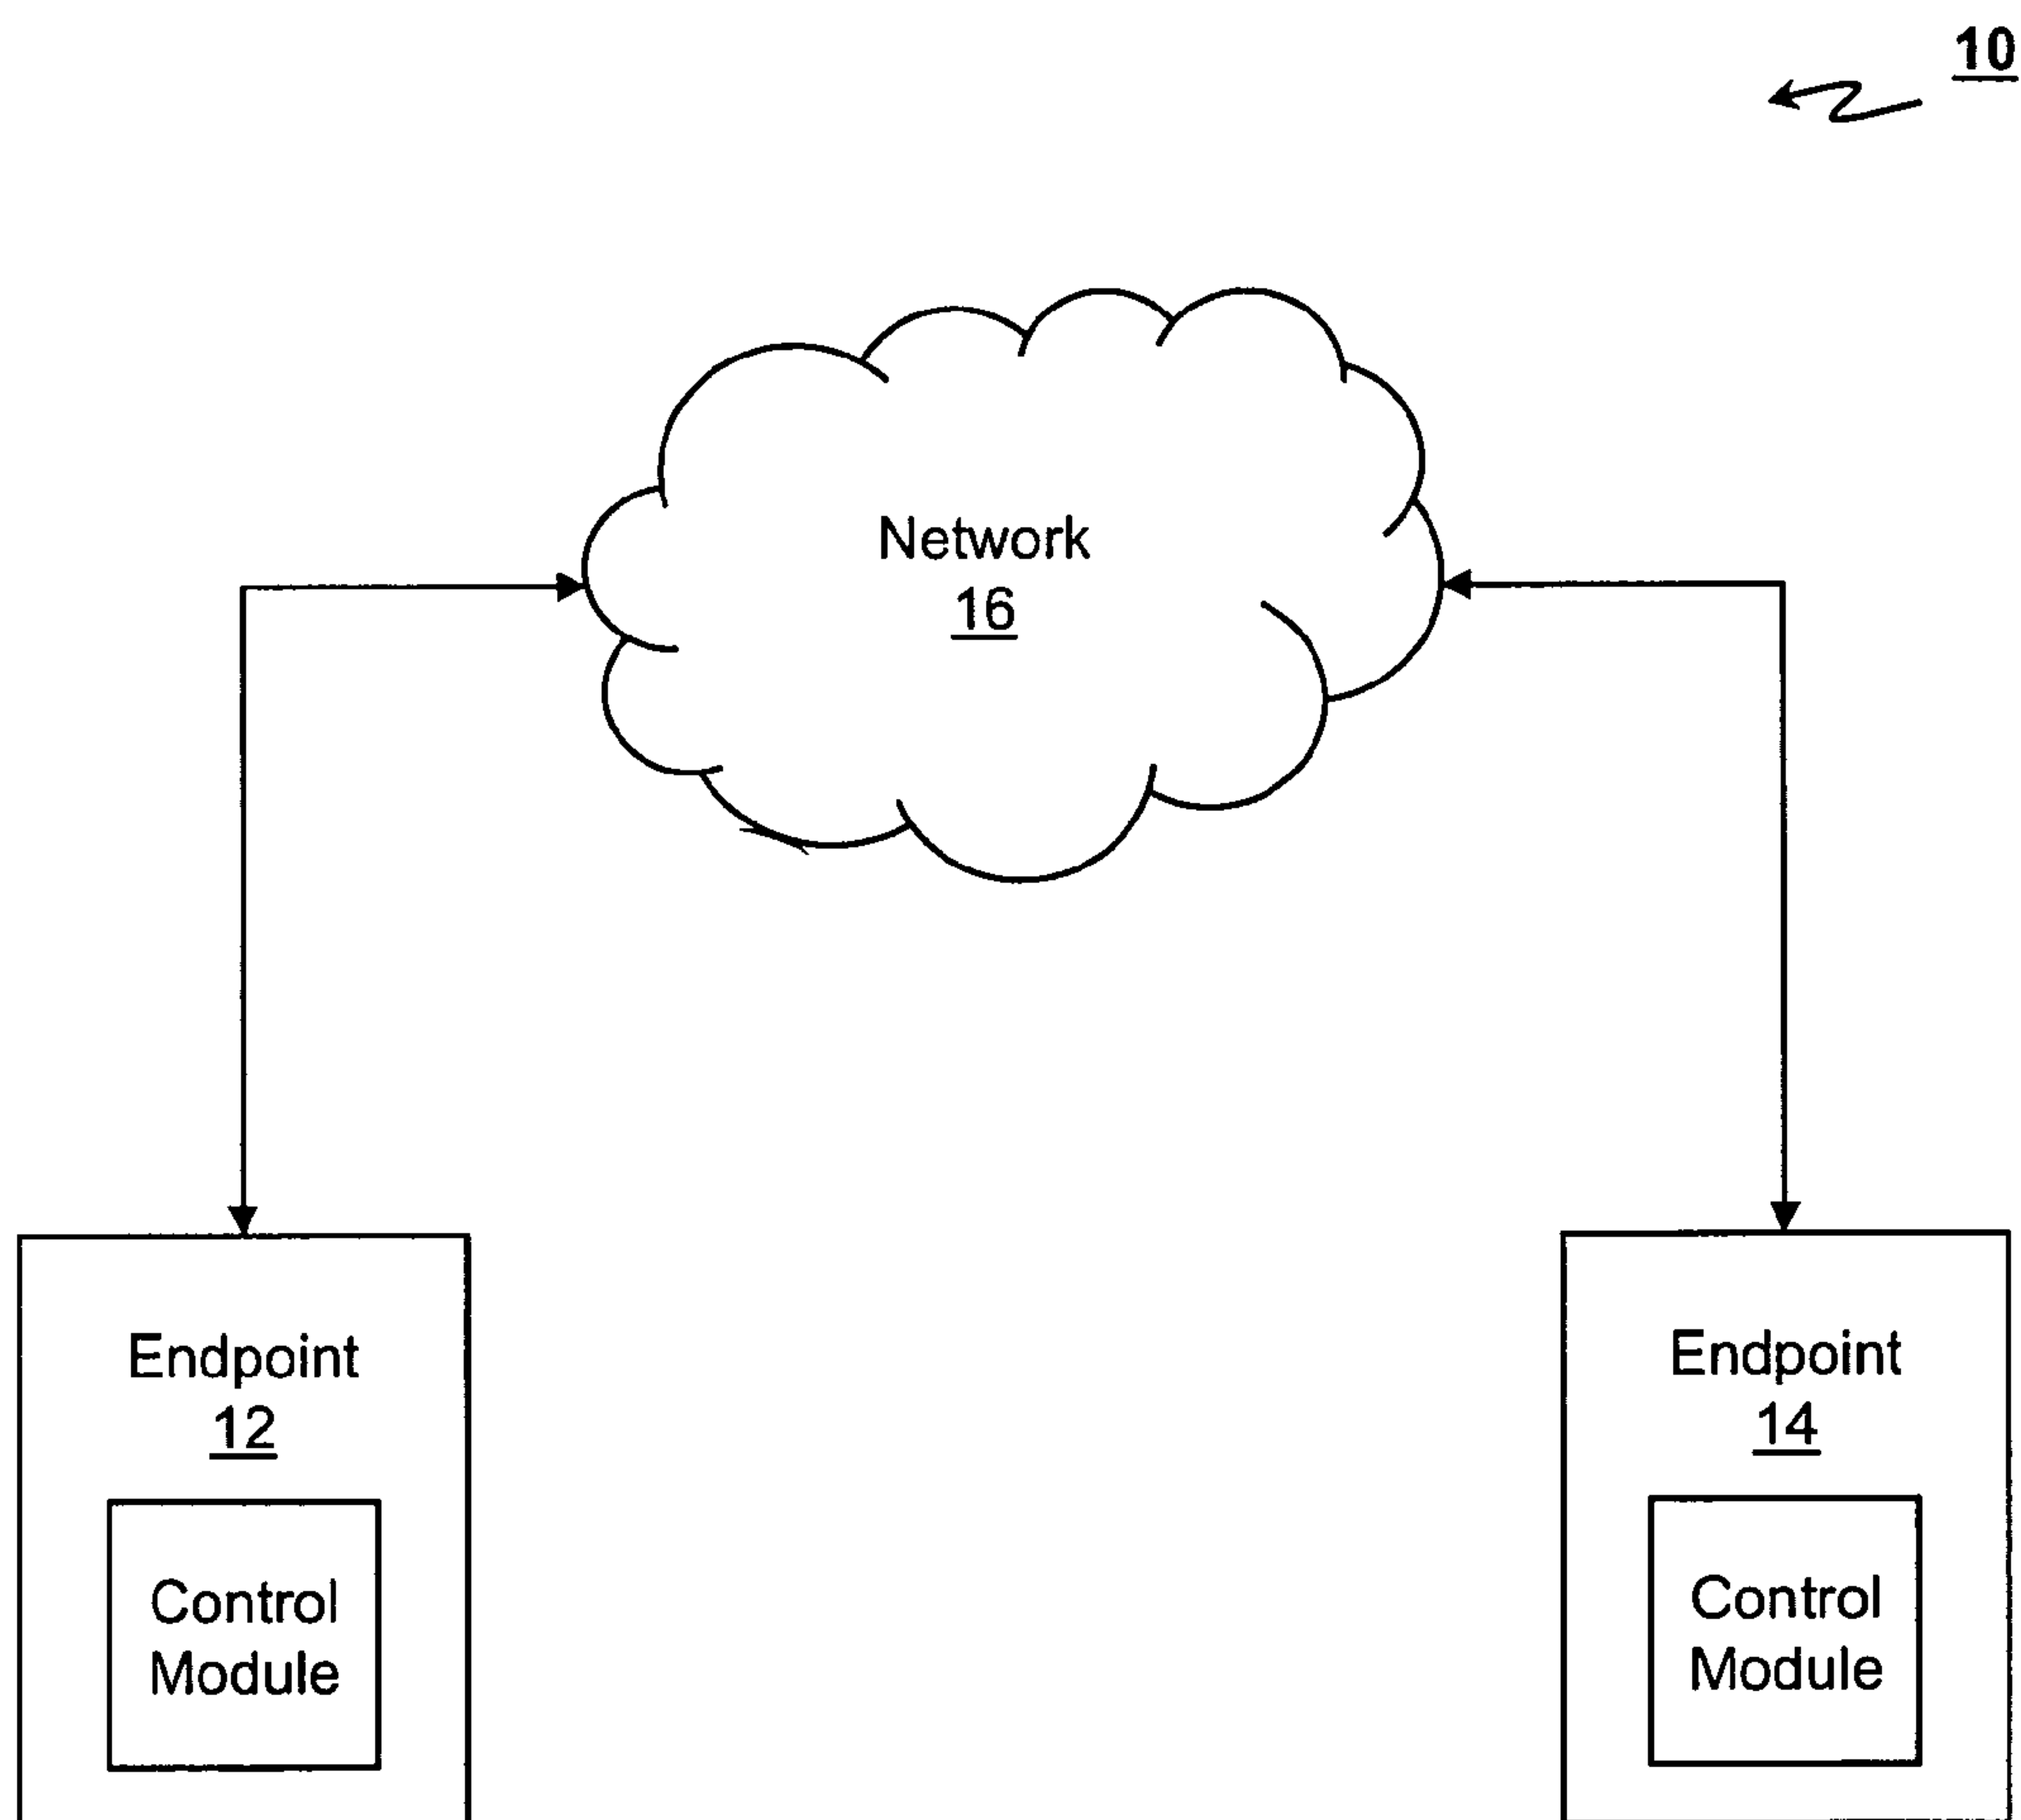 10
Network
16
Endpoint
12
Control
Module
Endpoint
14
Control
Module